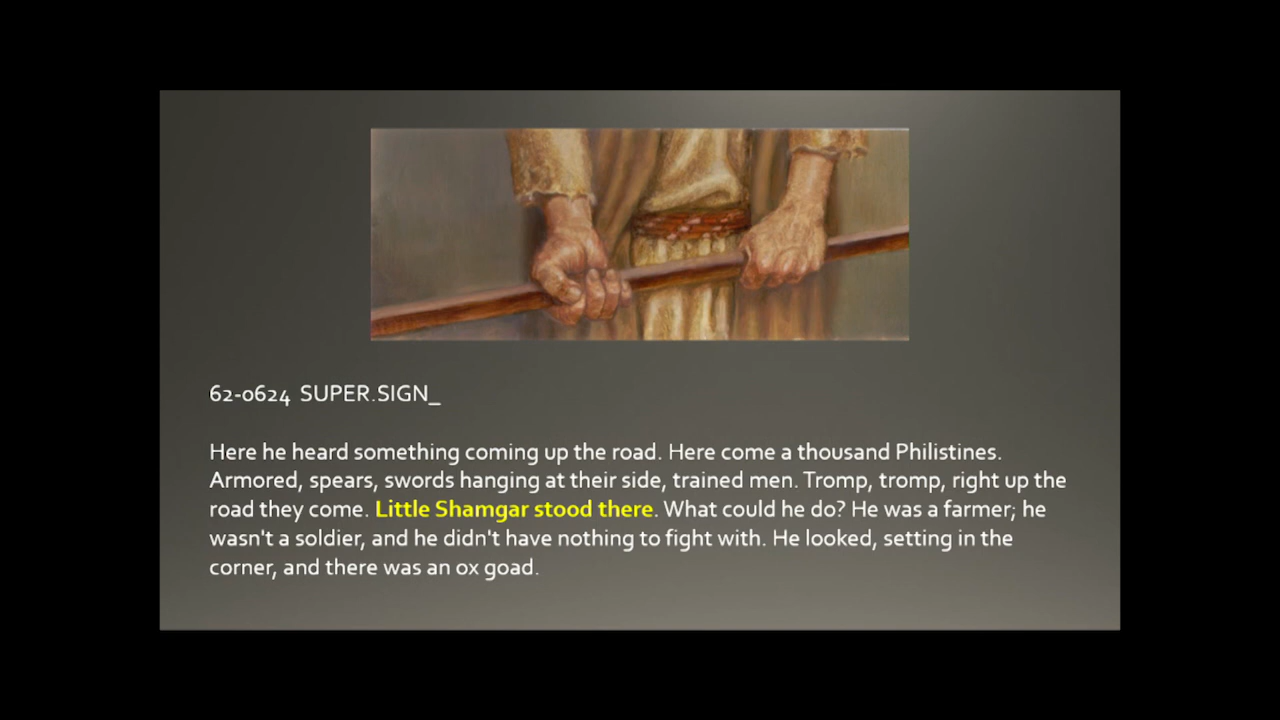 62-0624 SUPER.SIGN_
Here he heard something coming up the road. Here come a thousand Philistines.
Armored, spears, swords hanging at their side, trained men. Tromp, tromp, right up the
road they come. Little Shamgar stood there. What could he do? He was a farmer; he
wasn't a soldier, and he didn't have nothing to fight with. He looked, setting in the
corner, and there was an ox goad.